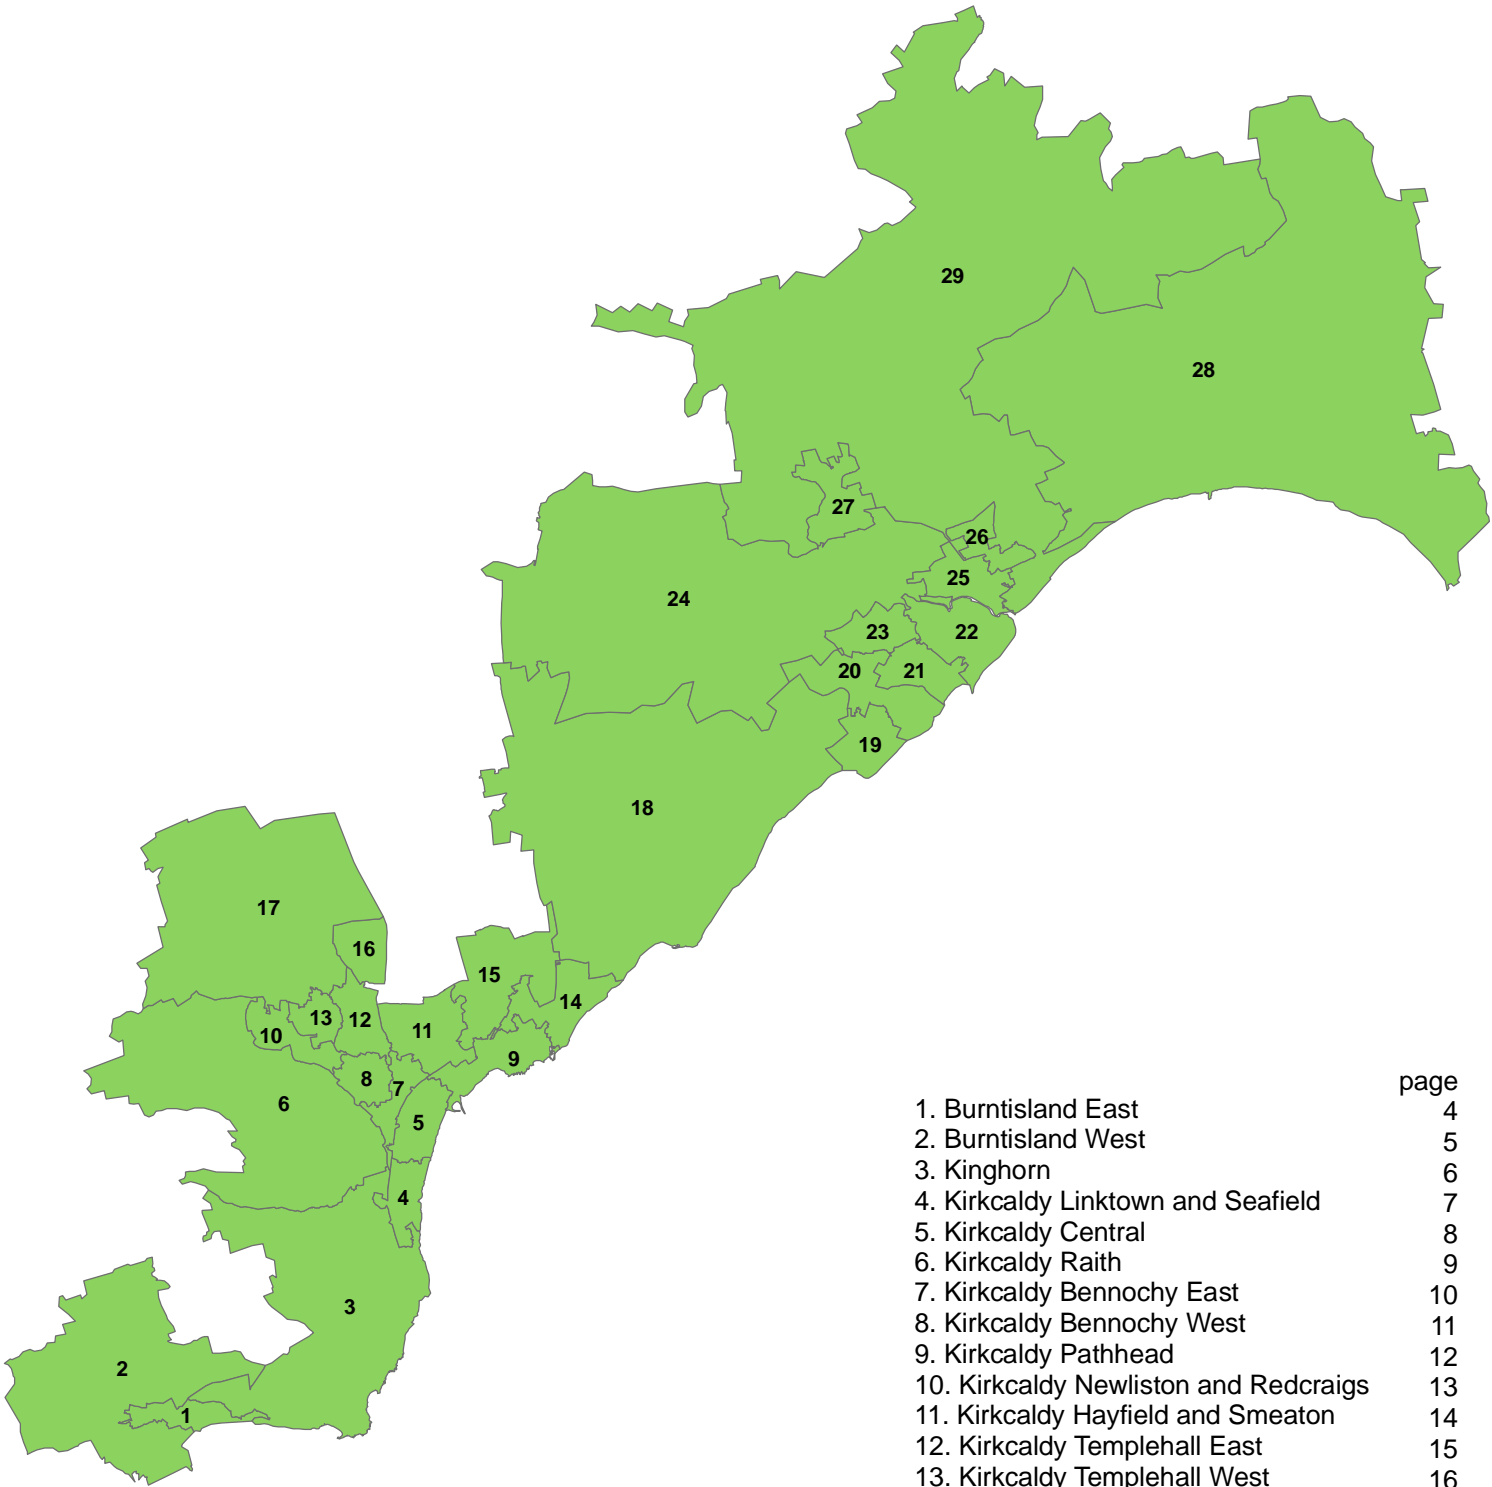 29
28
27
26
25
24
23
22
20
21
19
18
17
16
15
14
13
12
11
10
9
8
7
6
5
4
3
2
1
page
1. Burntisland East 4
2. Burntisland West 5
3. Kinghorn 6
4. Kirkcaldy Linktown and Seafield 7
5. Kirkcaldy Central 8
6. Kirkcaldy Raith 9
7. Kirkcaldy Bennochy East 10
8. Kirkcaldy Bennochy West 11
9. Kirkcaldy Pathhead 12
10. Kirkcaldy Newliston and Redcraigs 13
11. Kirkcaldy Hayfield and Smeaton 14
12. Kirkcaldy Templehall East 15
13. Kirkcaldy Templehall West 16